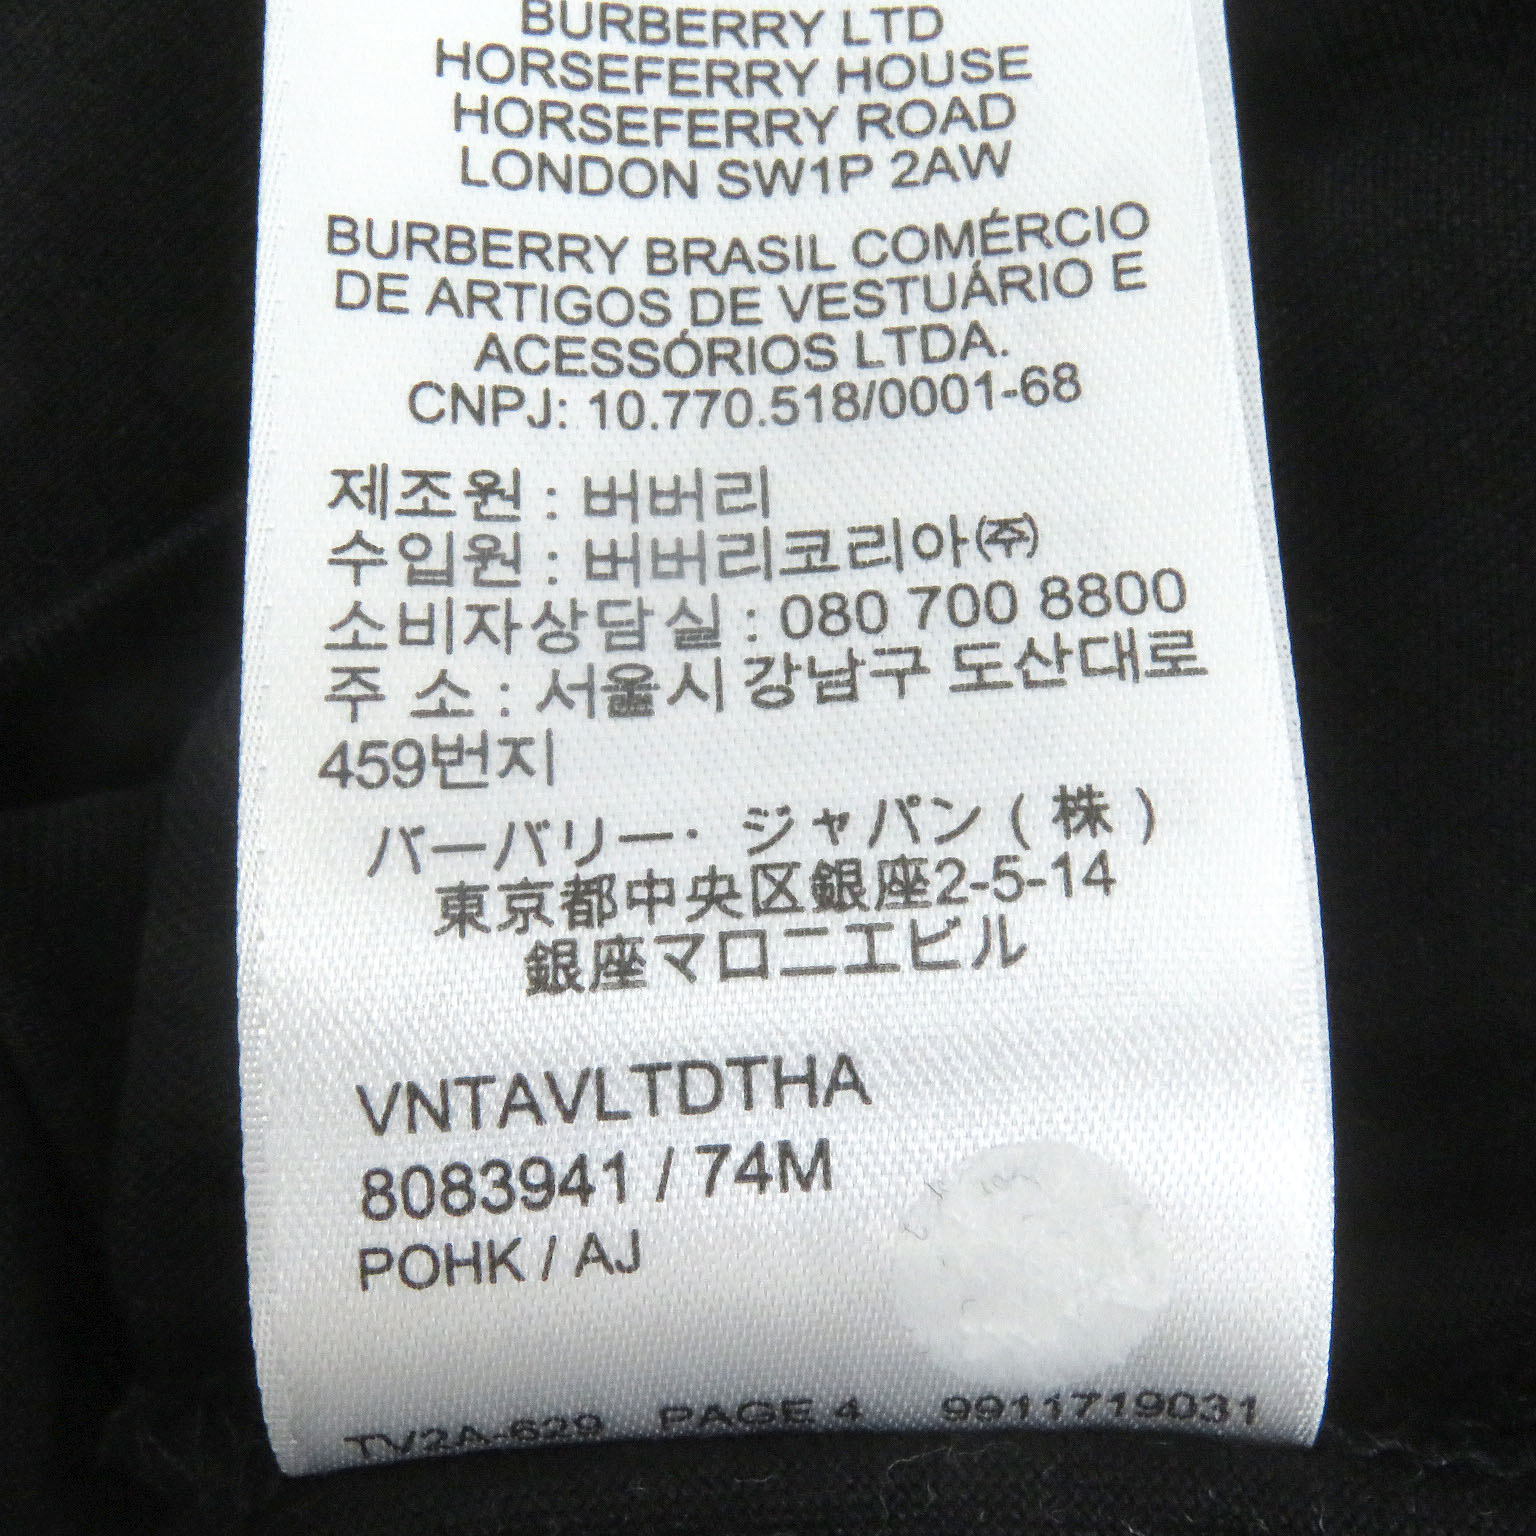 BURBERRY LTD
HORSEFERRY HOUSE
HORSEFERRY ROAD
LONDON SW1P 2AW
BURBERRY BRASIL COMÉRCIO
DE ARTIGOS DE VESTUÁRIO E
ACESSÓRIOS LTDA.
CNPJ: 10.770.518/0001-68
제조원 : 버버리
수입원 : 버버리코리아㈜
소비자상담실 : 080 700 8800
주 소 : 서울시 강남구 도산대로
459번지
バーバリー・ジャパン ( 株 )
東京都中央区銀座2-5-14
銀座マロニエビル
VNTAVLTDTHA
8083941 / 74M
POHK / AJ
TV2A-629 PAGE 4 9911719031